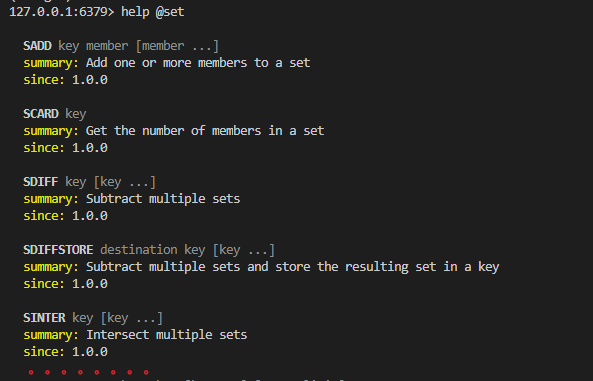 127.0.0.1:6379> help @set
SADD key member [member ...]
summary: Add one or more members to a set
since: 1.0.0
SCARD key
summary: Get the number of members in a set
since: 1.0.0
SDIFF key [key ...]
summary: Subtract multiple sets
since: 1.0.0
SDIFFSTORE destination key [key ...]
summary: Subtract multiple sets and store the resulting set in a key
since: 1.0.0
SINTER key [key ...]
summary: Intersect multiple sets
since: 1.0.0